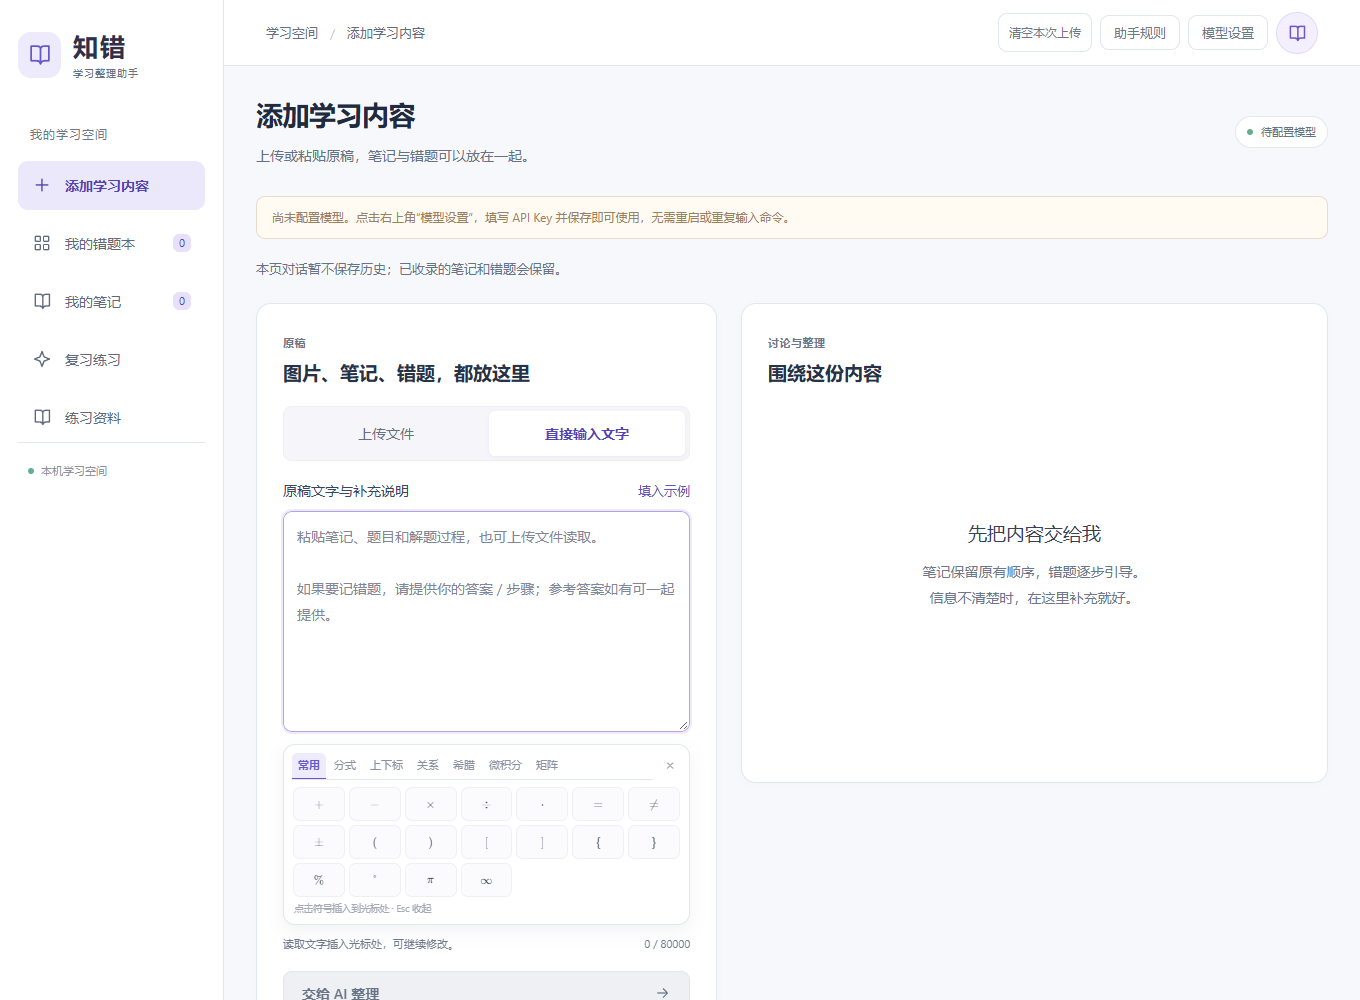 知错
学习整理助手
我的学习空间
添加学习内容
我的错题本 0
我的笔记 0
复习练习
练习资料
本机学习空间
学习空间 / 添加学习内容
清空本次上传
助手规则
模型设置
添加学习内容
上传或粘贴原稿，笔记与错题可以放在一起。
待配置模型
尚未配置模型。点击右上角“模型设置”，填写 API Key 并保存即可使用，无需重启或重复输入命令。
本页对话暂不保存历史；已收录的笔记和错题会保留。
原稿
图片、笔记、错题，都放这里
上传文件
直接输入文字
原稿文字与补充说明
填入示例
粘贴笔记、题目和解题过程，也可上传文件读取。
如果要记错题，请提供你的答案 / 步骤；参考答案如有可一起
提供。
常用 分式 上下标 关系 希腊 微积分 矩阵 ×
+ − × ÷ · = ≠
± ( ) [ ] { }
% ° π ∞
点击符号插入到光标处 · Esc 收起
读取文字插入光标处，可继续修改。
0 / 80000
交给 AI 整理 →
讨论与整理
围绕这份内容
先把内容交给我
笔记保留原有顺序，错题逐步引导。
信息不清楚时，在这里补充就好。